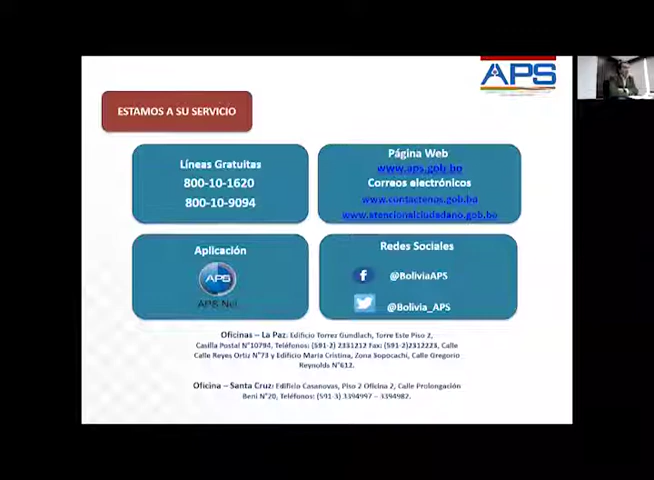 APS
ESTAMOS A SU SERVICIO
Líneas Gratuitas
800-10-1620
800-10-9094
Página Web
www.aps.gob.bo
Correos electrónicos
www.contactenos.gob.bo
www.atencionalciudadano.gob.bo
Aplicación
APS
APS Net
Redes Sociales
@BoliviaAPS
@Bolivia_APS
Oficinas – La Paz: Edificio Torrez Gundlach, Torre Este Piso 2,
Casilla Postal N°10794, Teléfonos: (591-2) 2331212 Fax: (591-2)2312223, Calle
Calle Reyes Ortiz N°73 y Edificio Maria Cristina, Zona Sopocachi, Calle Gregorio
Reynolds N°612.
Oficina – Santa Cruz: Edificio Casanovas, Piso 2 Oficina 2, Calle Prolongación
Beni N°20, Teléfonos: (591-3) 3394997 – 3394982.